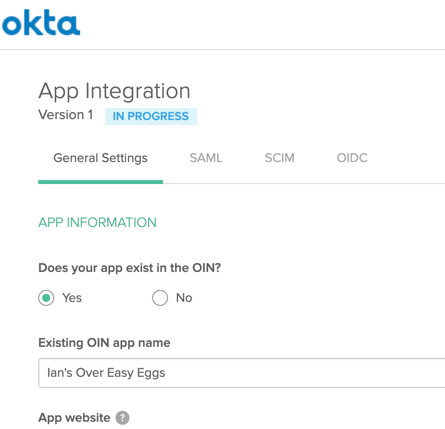 okta
App Integration
Version 1 IN PROGRESS
General Settings SAML SCIM OIDC
APP INFORMATION
Does your app exist in the OIN?
Yes No
Existing OIN app name
Ian's Over Easy Eggs
App website ?